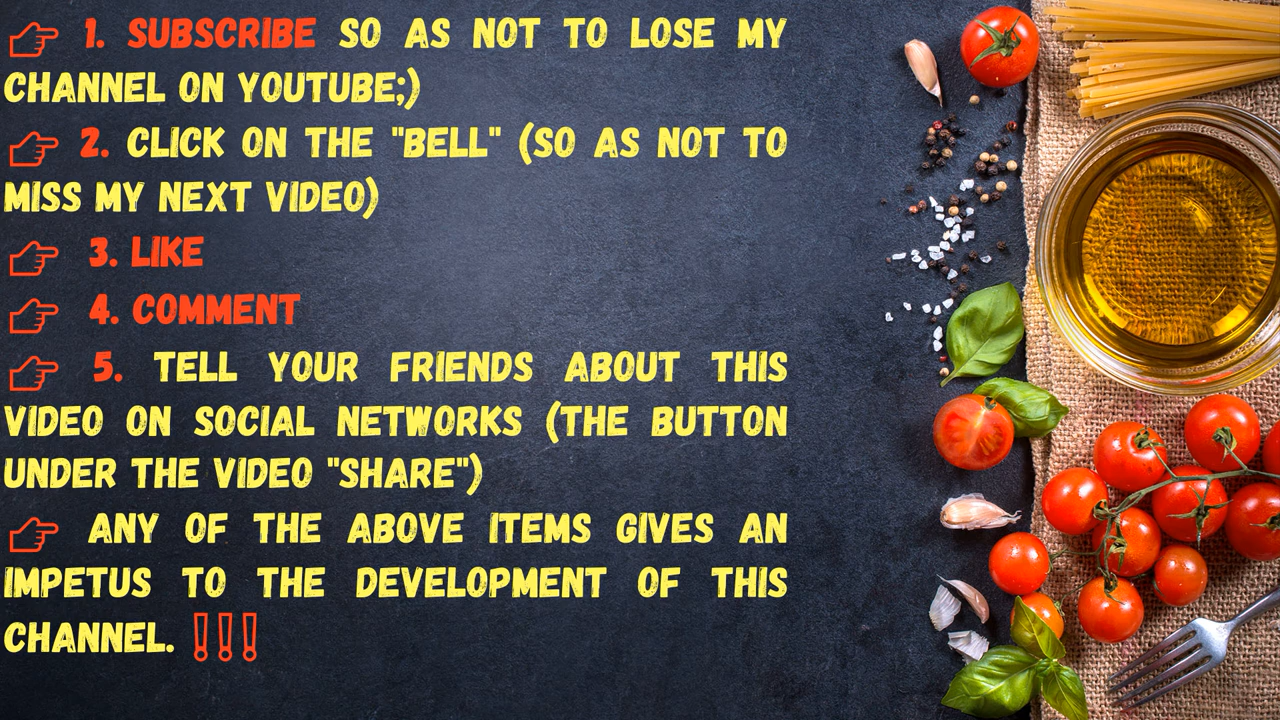 👉 1. SUBSCRIBE SO AS NOT TO LOSE MY
CHANNEL ON YOUTUBE;)
👉 2. CLICK ON THE "BELL" (SO AS NOT TO
MISS MY NEXT VIDEO)
👉 3. LIKE
👉 4. COMMENT
👉 5. TELL YOUR FRIENDS ABOUT THIS
VIDEO ON SOCIAL NETWORKS (THE BUTTON
UNDER THE VIDEO "SHARE")
👉 ANY OF THE ABOVE ITEMS GIVES AN
IMPETUS TO THE DEVELOPMENT OF THIS
CHANNEL. ❗❗❗